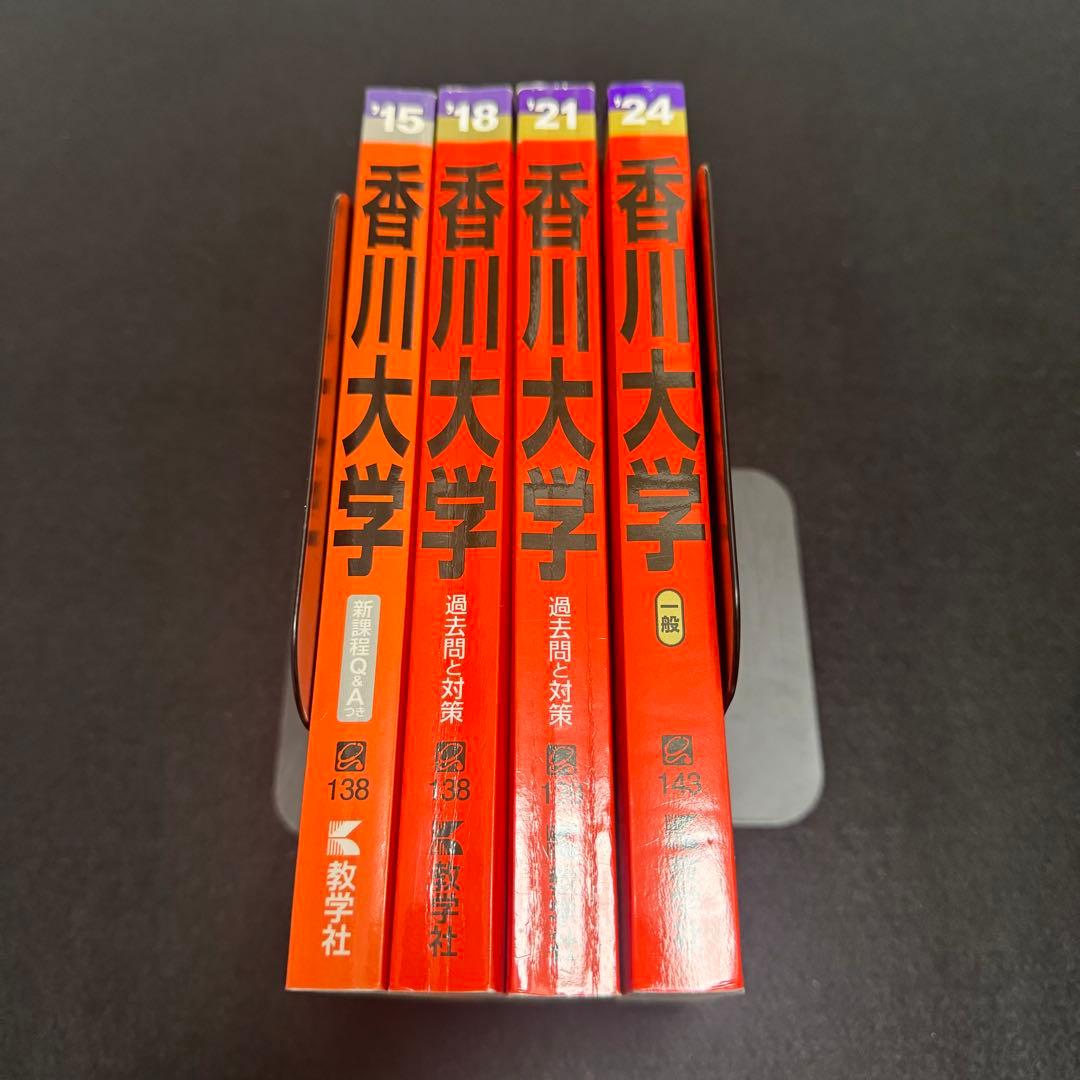 '15
香川大学
新課程Q&Aつき
138
教学社
'18
香川大学
過去問と対策
138
教学社
'21
香川大学
過去問と対策
'24
香川大学
一般
143